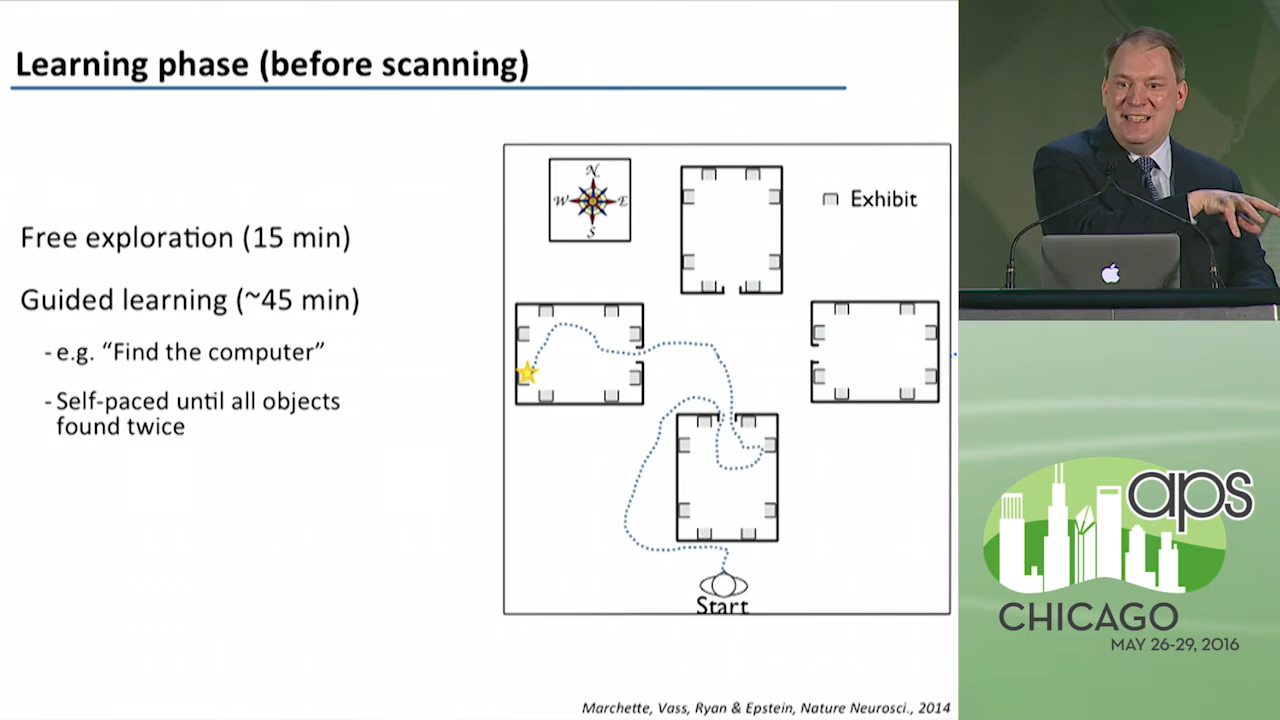 Learning phase (before scanning)
Free exploration (15 min)
Guided learning (~45 min)
- e.g. “Find the computer”
- Self-paced until all objects
found twice
N
W E
S
Exhibit
Start
Marchette, Vass, Ryan & Epstein, Nature Neurosci., 2014
aps
CHICAGO
MAY 26-29, 2016